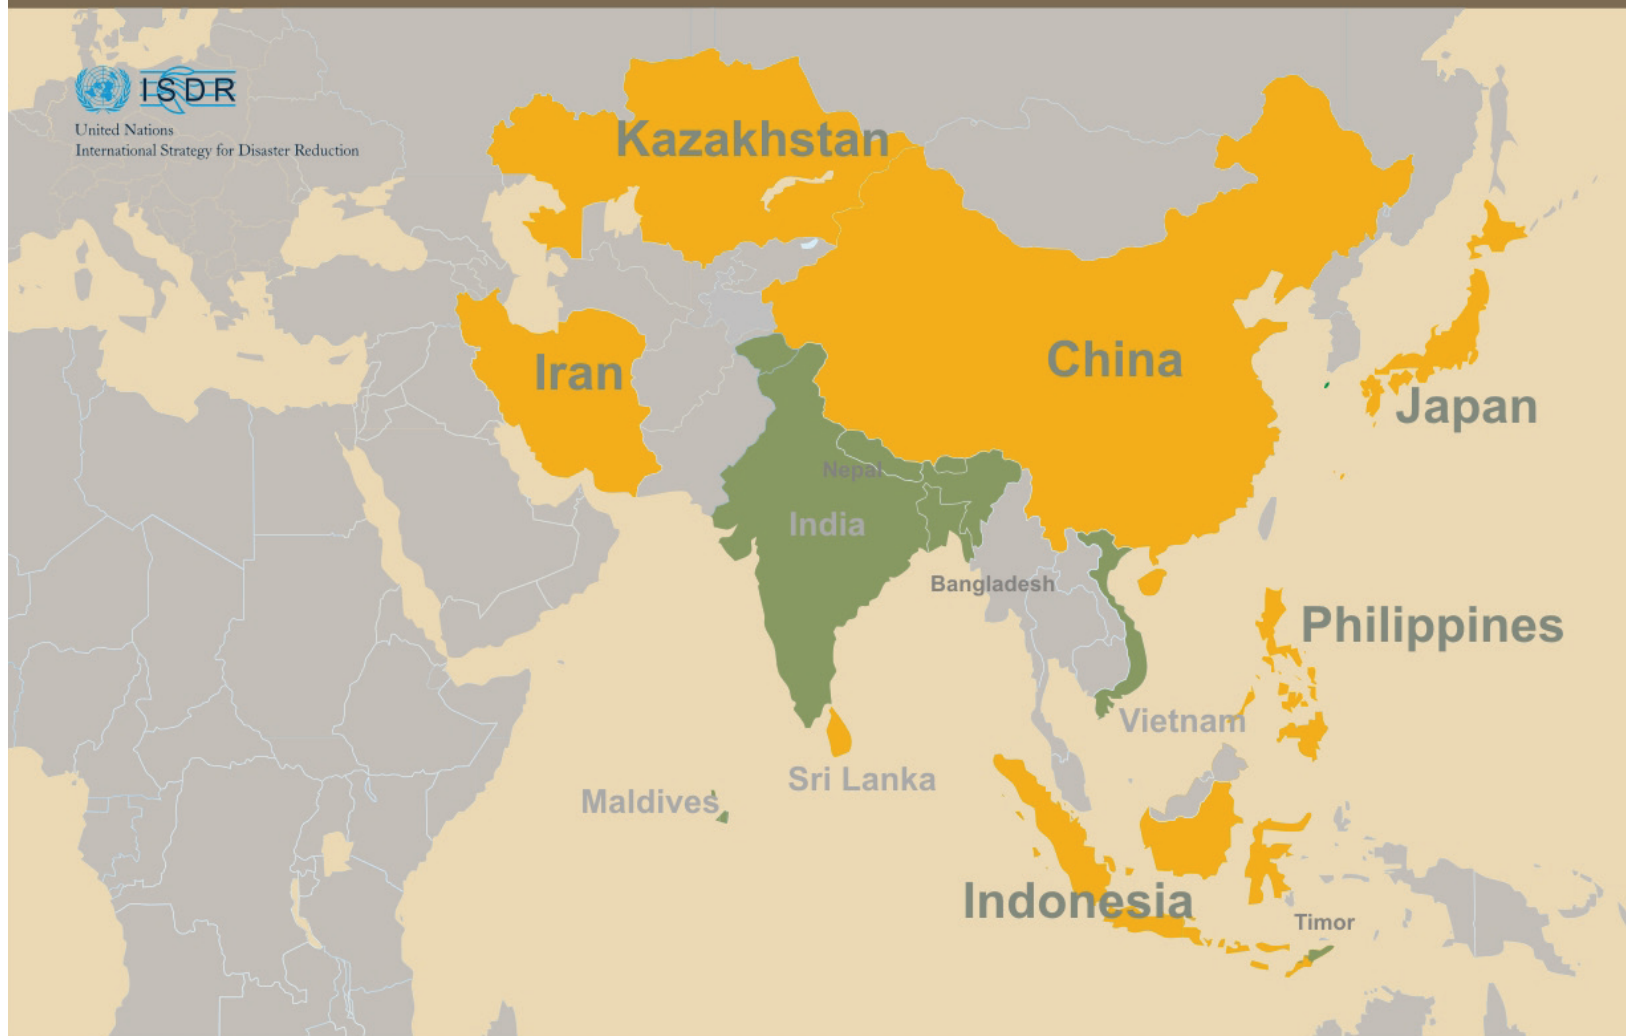 ISDR
United Nations
International Strategy for Disaster Reduction
Kazakhstan
Iran
China
Japan
Nepal
India
Bangladesh
Philippines
Vietnam
Sri Lanka
Maldives
Indonesia
Timor